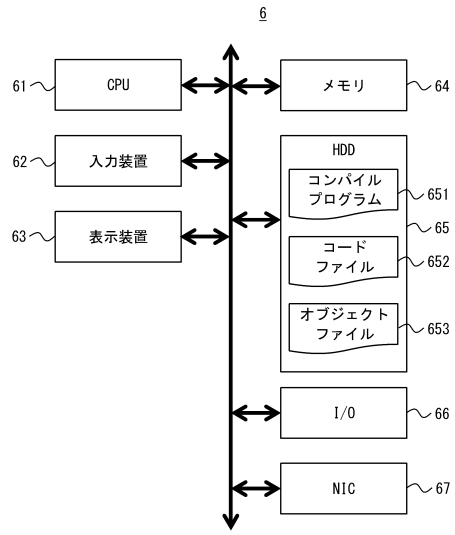 6
61
CPU
メモリ
64
62
入力装置
HDD
コンパイル
プログラム
651
65
63
表示装置
コード
ファイル
652
オブジェクト
ファイル
653
I/O
66
NIC
67